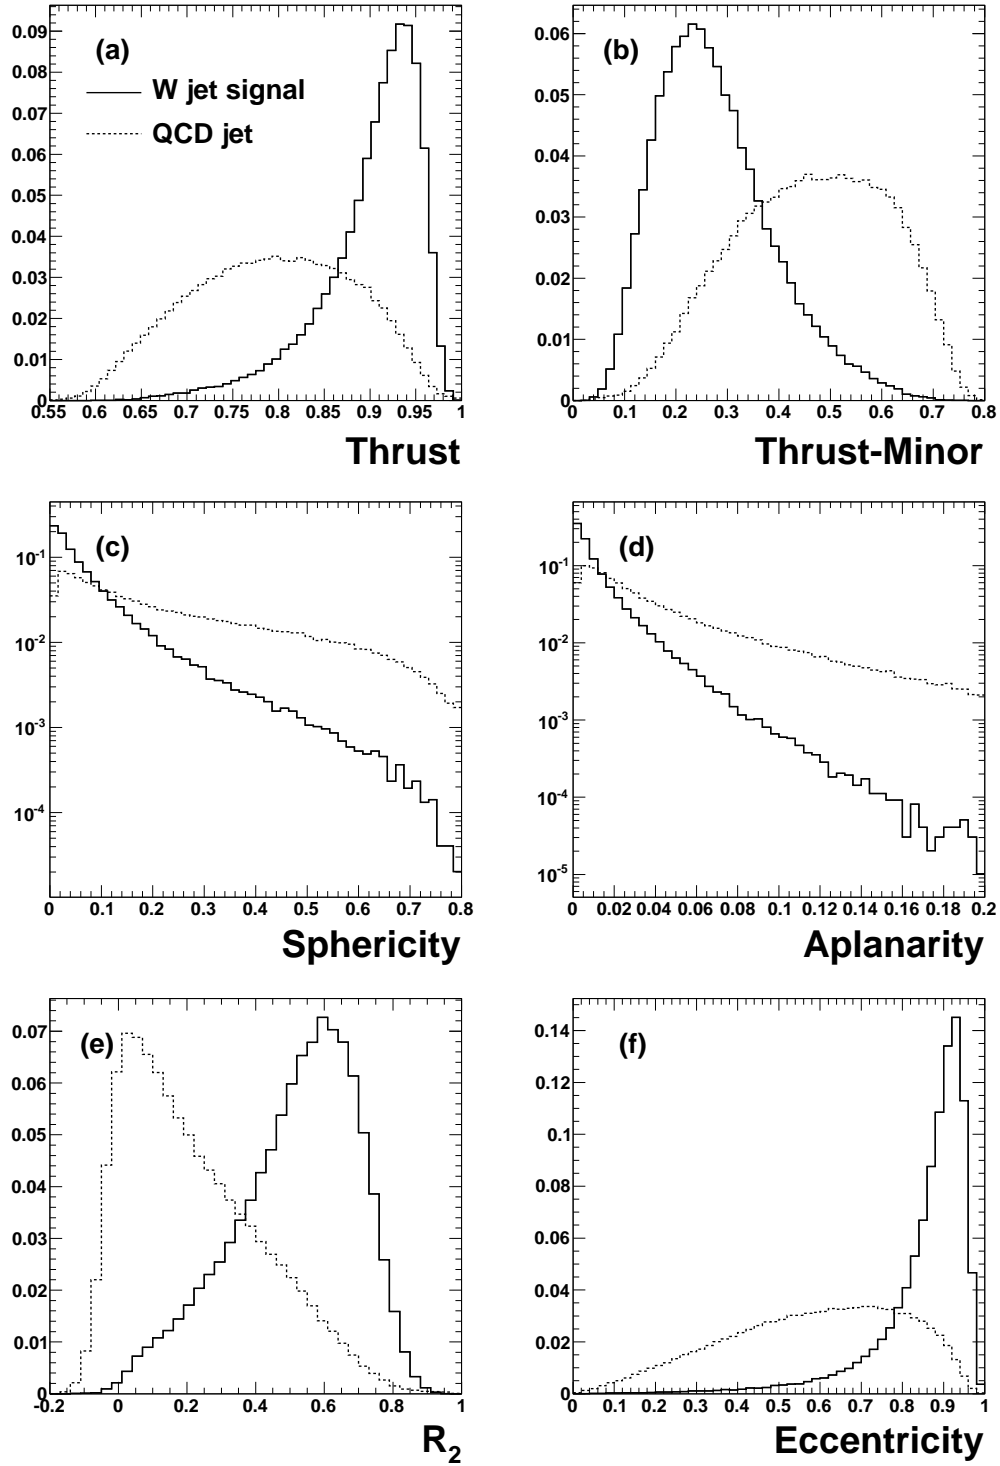 (a)
W jet signal
QCD jet
0.09
0.08
0.07
0.06
0.05
0.04
0.03
0.02
0.01
0
0.55 0.6 0.65 0.7 0.75 0.8 0.85 0.9 0.95 1
Thrust
(b)
0.06
0.05
0.04
0.03
0.02
0.01
0
0 0.1 0.2 0.3 0.4 0.5 0.6 0.7 0.8
Thrust-Minor
(c)
10⁻¹
10⁻²
10⁻³
10⁻⁴
0 0.1 0.2 0.3 0.4 0.5 0.6 0.7 0.8
Sphericity
(d)
10⁻¹
10⁻²
10⁻³
10⁻⁴
10⁻⁵
0 0.02 0.04 0.06 0.08 0.1 0.12 0.14 0.16 0.18 0.2
Aplanarity
(e)
0.07
0.06
0.05
0.04
0.03
0.02
0.01
0
-0.2 0 0.2 0.4 0.6 0.8 1
R₂
(f)
0.14
0.12
0.1
0.08
0.06
0.04
0.02
0
0 0.1 0.2 0.3 0.4 0.5 0.6 0.7 0.8 0.9 1
Eccentricity